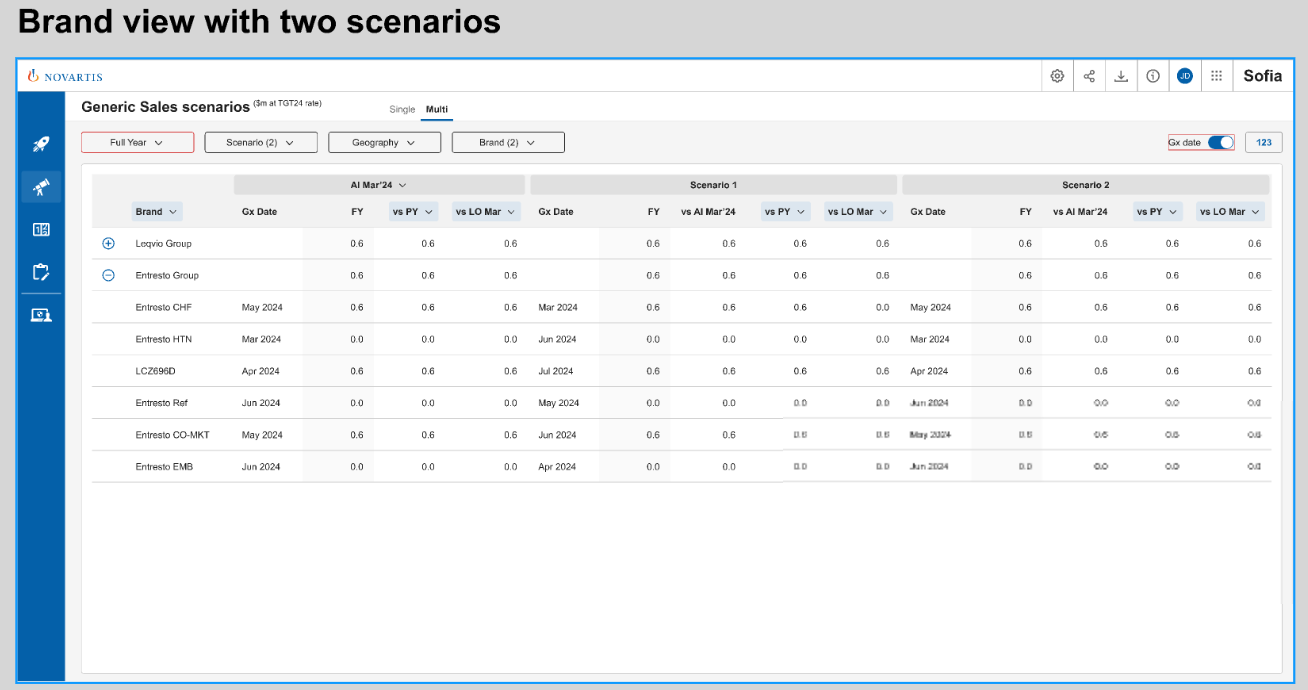 Brand view with two scenarios
NOVARTIS
JD
Sofia
Generic Sales scenarios ($m at TGT24 rate)
Single Multi
Full Year Scenario (2) Geography Brand (2) Gx date 123
AI Mar'24 Scenario 1 Scenario 2
Brand Gx Date FY vs PY vs LO Mar Gx Date FY vs AI Mar'24 vs PY vs LO Mar Gx Date FY vs AI Mar'24 vs PY vs LO Mar
Leqvio Group 0.6 0.6 0.6 0.6 0.6 0.6 0.6 0.6 0.6 0.6 0.6
Entresto Group 0.6 0.6 0.6 0.6 0.6 0.6 0.6 0.6 0.6 0.6 0.6
Entresto CHF May 2024 0.6 0.6 0.6 Mar 2024 0.6 0.6 0.6 0.0 May 2024 0.6 0.6 0.6 0.6
Entresto HTN Mar 2024 0.0 0.0 0.0 Jun 2024 0.0 0.0 0.0 0.0 Mar 2024 0.0 0.0 0.0 0.0
LCZ696D Apr 2024 0.6 0.6 0.6 Jul 2024 0.6 0.6 0.6 0.6 Apr 2024 0.6 0.6 0.6 0.6
Entresto Ref Jun 2024 0.0 0.0 0.0 May 2024 0.0 0.0 0.0 0.0 Jun 2024 0.0 0.0 0.0 0.0
Entresto CO-MKT May 2024 0.6 0.6 0.6 Jun 2024 0.6 0.6 0.6 0.6 May 2024 0.6 0.6 0.6 0.6
Entresto EMB Jun 2024 0.0 0.0 0.0 Apr 2024 0.0 0.0 0.0 0.0 Jun 2024 0.0 0.0 0.0 0.0